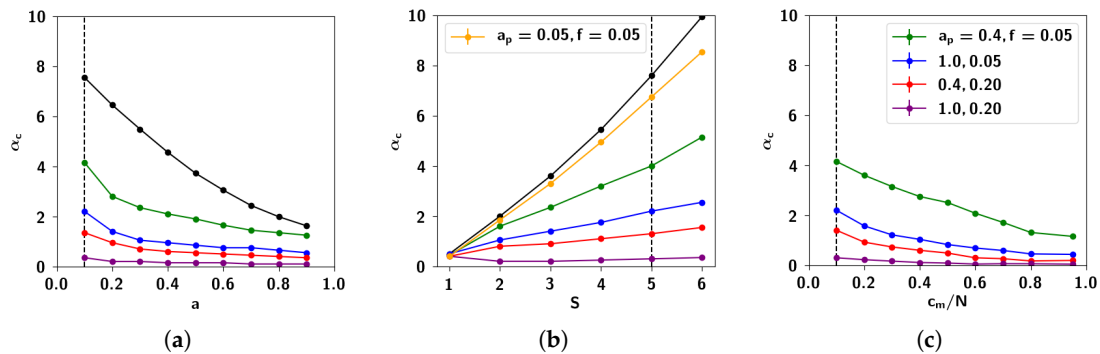 10
8
6
4
2
0
α_c
0.0 0.2 0.4 0.6 0.8 1.0
a
(a)
10
8
6
4
2
0
α_c
a_p = 0.05, f = 0.05
1 2 3 4 5 6
S
(b)
10
8
6
4
2
0
α_c
a_p = 0.4, f = 0.05
1.0, 0.05
0.4, 0.20
1.0, 0.20
0.0 0.2 0.4 0.6 0.8 1.0
c_m/N
(c)